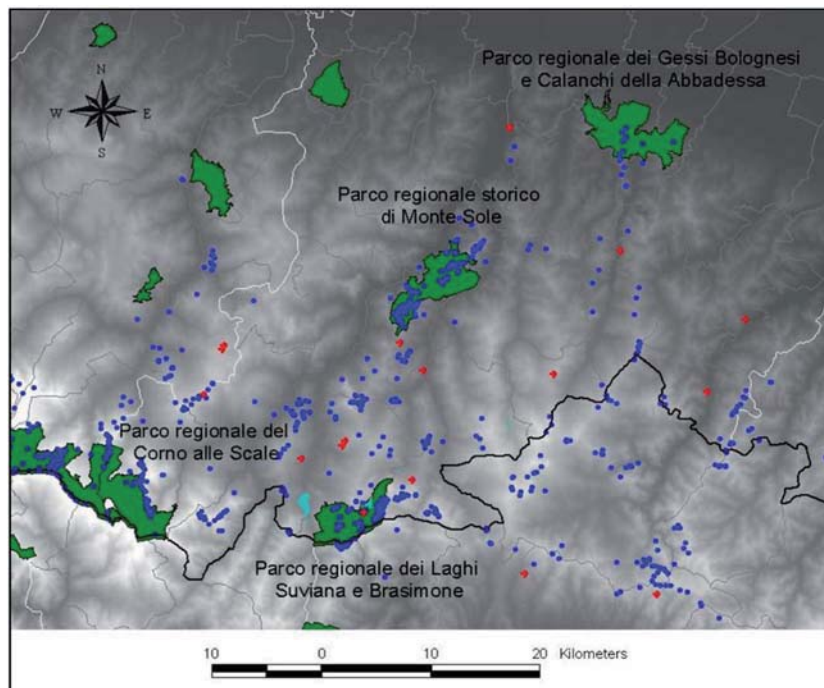 Parco regionale dei Gessi Bolognesi
e Calanchi della Abbadessa
N
W E
S
Parco regionale storico
di Monte Sole
Parco regionale del
Corno alle Scale
Parco regionale dei Laghi
Suviana e Brasimone
10 0 10 20 Kilometers